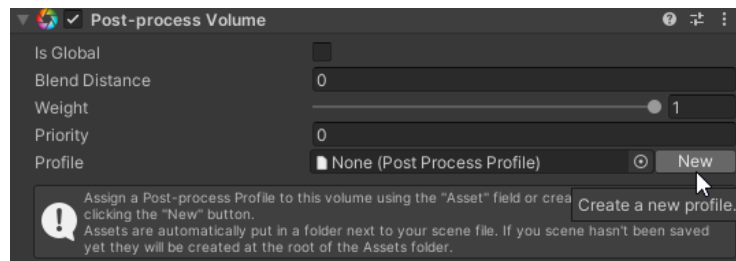 Post-process Volume
Is Global
Blend Distance 0
Weight 1
Priority 0
Profile None (Post Process Profile) New
Assign a Post-process Profile to this volume using the "Asset" field or crea
Create a new profile.
clicking the "New" button.
Assets are automatically put in a folder next to your scene file. If you scene hasn't been saved
yet they will be created at the root of the Assets folder.